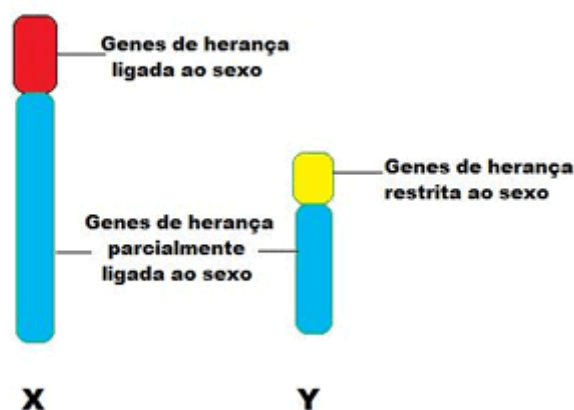 Genes de herança
ligada ao sexo
Genes de herança
restrita ao sexo
Genes de herança
parcialmente
ligada ao sexo
X
Y